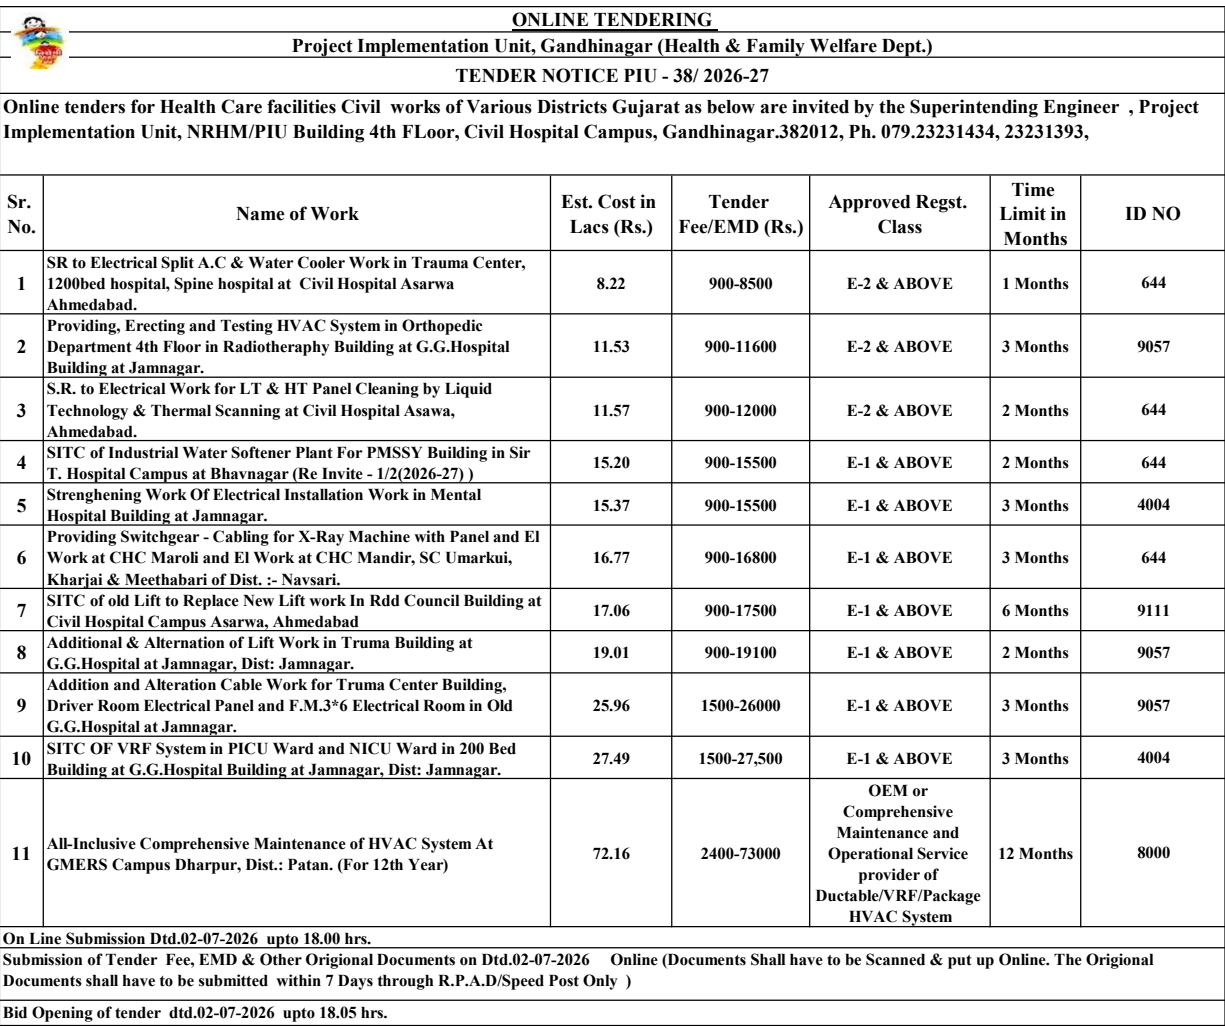 ONLINE TENDERING
Project Implementation Unit, Gandhinagar (Health & Family Welfare Dept.)
TENDER NOTICE PIU - 38/ 2026-27
Online tenders for Health Care facilities Civil works of Various Districts Gujarat as below are invited by the Superintending Engineer , Project
Implementation Unit, NRHM/PIU Building 4th FLoor, Civil Hospital Campus, Gandhinagar.382012, Ph. 079.23231434, 23231393,
Sr. No. Name of Work Est. Cost in Lacs (Rs.) Tender Fee/EMD (Rs.) Approved Regst. Class Time Limit in Months ID NO
1 SR to Electrical Split A.C & Water Cooler Work in Trauma Center,
1200bed hospital, Spine hospital at Civil Hospital Asarwa
Ahmedabad.
8.22 900-8500 E-2 & ABOVE 1 Months 644
2 Providing, Erecting and Testing HVAC System in Orthopedic
Department 4th Floor in Radiotheraphy Building at G.G.Hospital
Building at Jamnagar.
11.53 900-11600 E-2 & ABOVE 3 Months 9057
3 S.R. to Electrical Work for LT & HT Panel Cleaning by Liquid
Technology & Thermal Scanning at Civil Hospital Asawa,
Ahmedabad.
11.57 900-12000 E-2 & ABOVE 2 Months 644
4 SITC of Industrial Water Softener Plant For PMSSY Building in Sir
T. Hospital Campus at Bhavnagar (Re Invite - 1/2(2026-27) )
15.20 900-15500 E-1 & ABOVE 2 Months 644
5 Strenghening Work Of Electrical Installation Work in Mental
Hospital Building at Jamnagar.
15.37 900-15500 E-1 & ABOVE 3 Months 4004
6 Providing Switchgear - Cabling for X-Ray Machine with Panel and El
Work at CHC Maroli and El Work at CHC Mandir, SC Umarkui,
Kharjai & Meethabari of Dist. :- Navsari.
16.77 900-16800 E-1 & ABOVE 3 Months 644
7 SITC of old Lift to Replace New Lift work In Rdd Council Building at
Civil Hospital Campus Asarwa, Ahmedabad
17.06 900-17500 E-1 & ABOVE 6 Months 9111
8 Additional & Alternation of Lift Work in Truma Building at
G.G.Hospital at Jamnagar, Dist: Jamnagar.
19.01 900-19100 E-1 & ABOVE 2 Months 9057
9 Addition and Alteration Cable Work for Truma Center Building,
Driver Room Electrical Panel and F.M.3*6 Electrical Room in Old
G.G.Hospital at Jamnagar.
25.96 1500-26000 E-1 & ABOVE 3 Months 9057
10 SITC OF VRF System in PICU Ward and NICU Ward in 200 Bed
Building at G.G.Hospital Building at Jamnagar, Dist: Jamnagar.
27.49 1500-27,500 E-1 & ABOVE 3 Months 4004
11 All-Inclusive Comprehensive Maintenance of HVAC System At
GMERS Campus Dharpur, Dist.: Patan. (For 12th Year)
72.16 2400-73000
OEM or
Comprehensive
Maintenance and
Operational Service
provider of
Ductable/VRF/Package
HVAC System
12 Months 8000
On Line Submission Dtd.02-07-2026 upto 18.00 hrs.
Submission of Tender Fee, EMD & Other Origional Documents on Dtd.02-07-2026 Online (Documents Shall have to be Scanned & put up Online. The Origional
Documents shall have to be submitted within 7 Days through R.P.A.D/Speed Post Only )
Bid Opening of tender dtd.02-07-2026 upto 18.05 hrs.